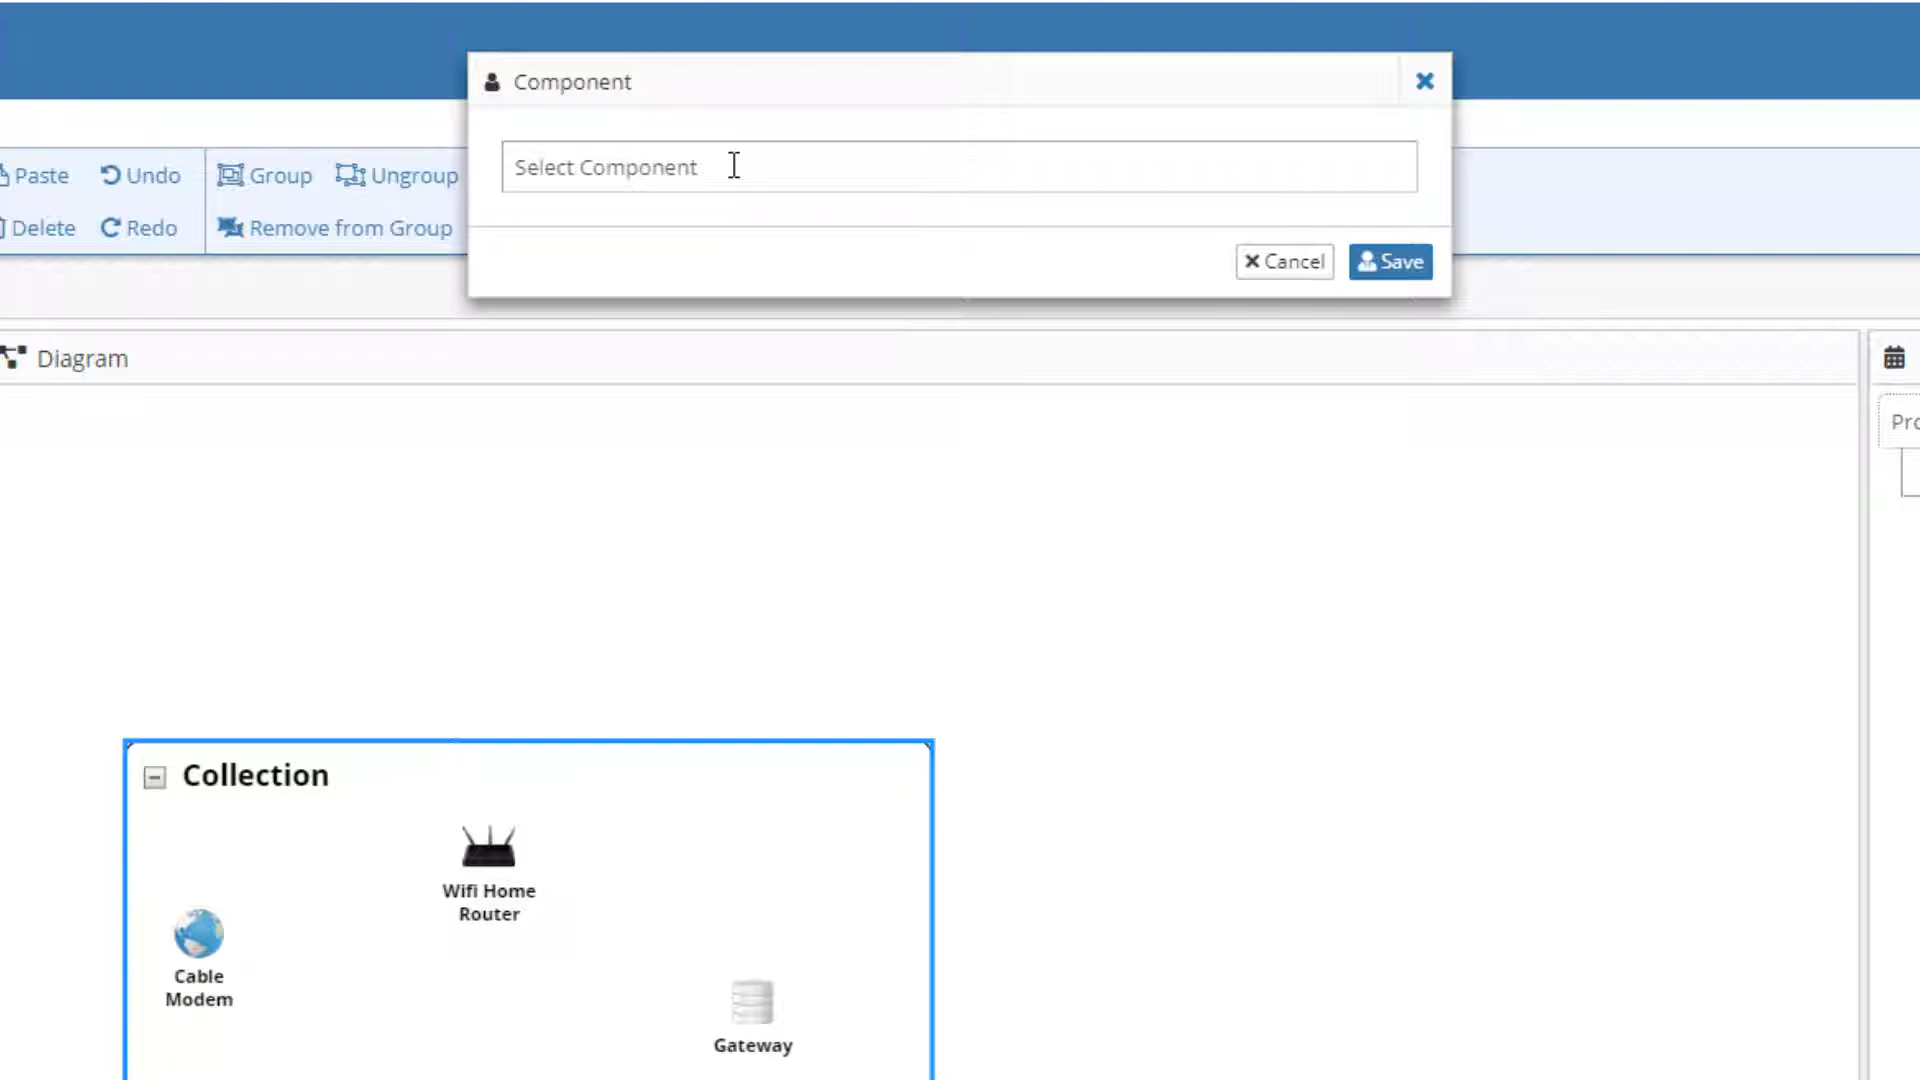 Component
Select Component
Paste
Undo
Group
Ungroup
Delete
Redo
Remove from Group
Cancel
Save
Diagram
Collection
Wifi Home
Router
Cable
Modem
Gateway